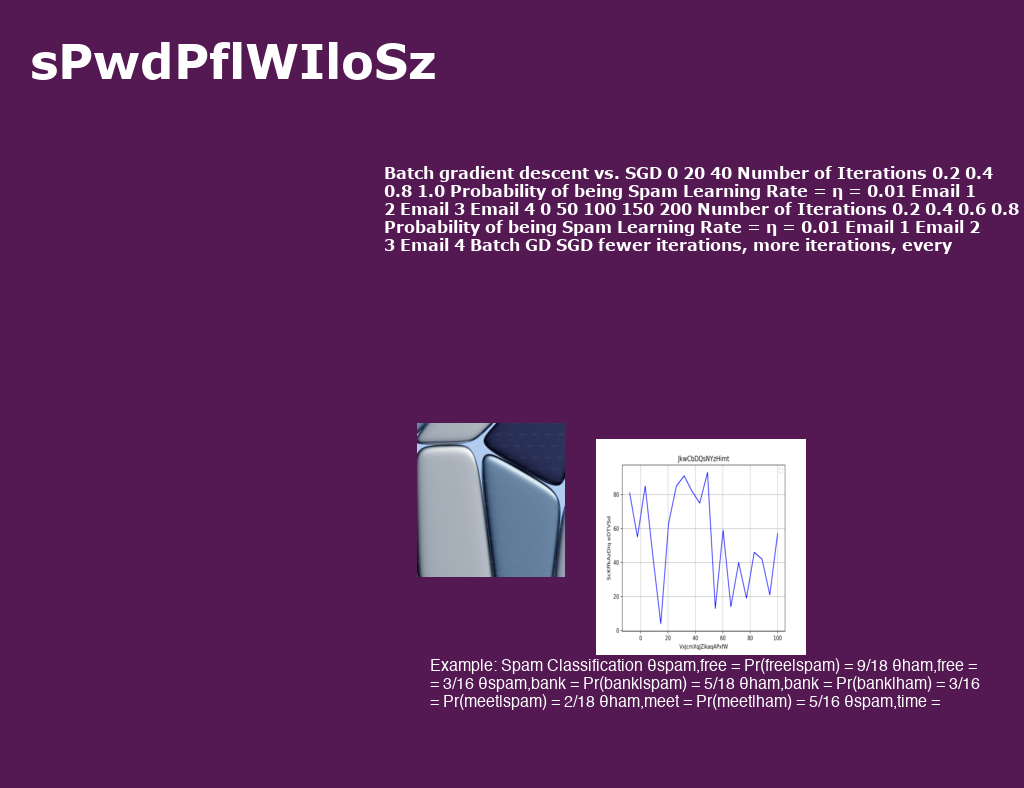 sPwdPflWIloSz
Batch gradient descent vs. SGD 0 20 40 Number of Iterations 0.2 0.4
0.8 1.0 Probability of being Spam Learning Rate = η = 0.01 Email 1
2 Email 3 Email 4 0 50 100 150 200 Number of Iterations 0.2 0.4 0.6 0.8
Probability of being Spam Learning Rate = η = 0.01 Email 1 Email 2
3 Email 4 Batch GD SGD fewer iterations, more iterations, every
JkwCbDQsNYzHimt
80
60
40
20
0
0 20 40 60 80 100
Example: Spam Classification θspam,free = Pr(free|spam) = 9/18 θham,free =
= 3/16 θspam,bank = Pr(bank|spam) = 5/18 θham,bank = Pr(bank|ham) = 3/16
= Pr(meet|spam) = 2/18 θham,meet = Pr(meet|ham) = 5/16 θspam,time =